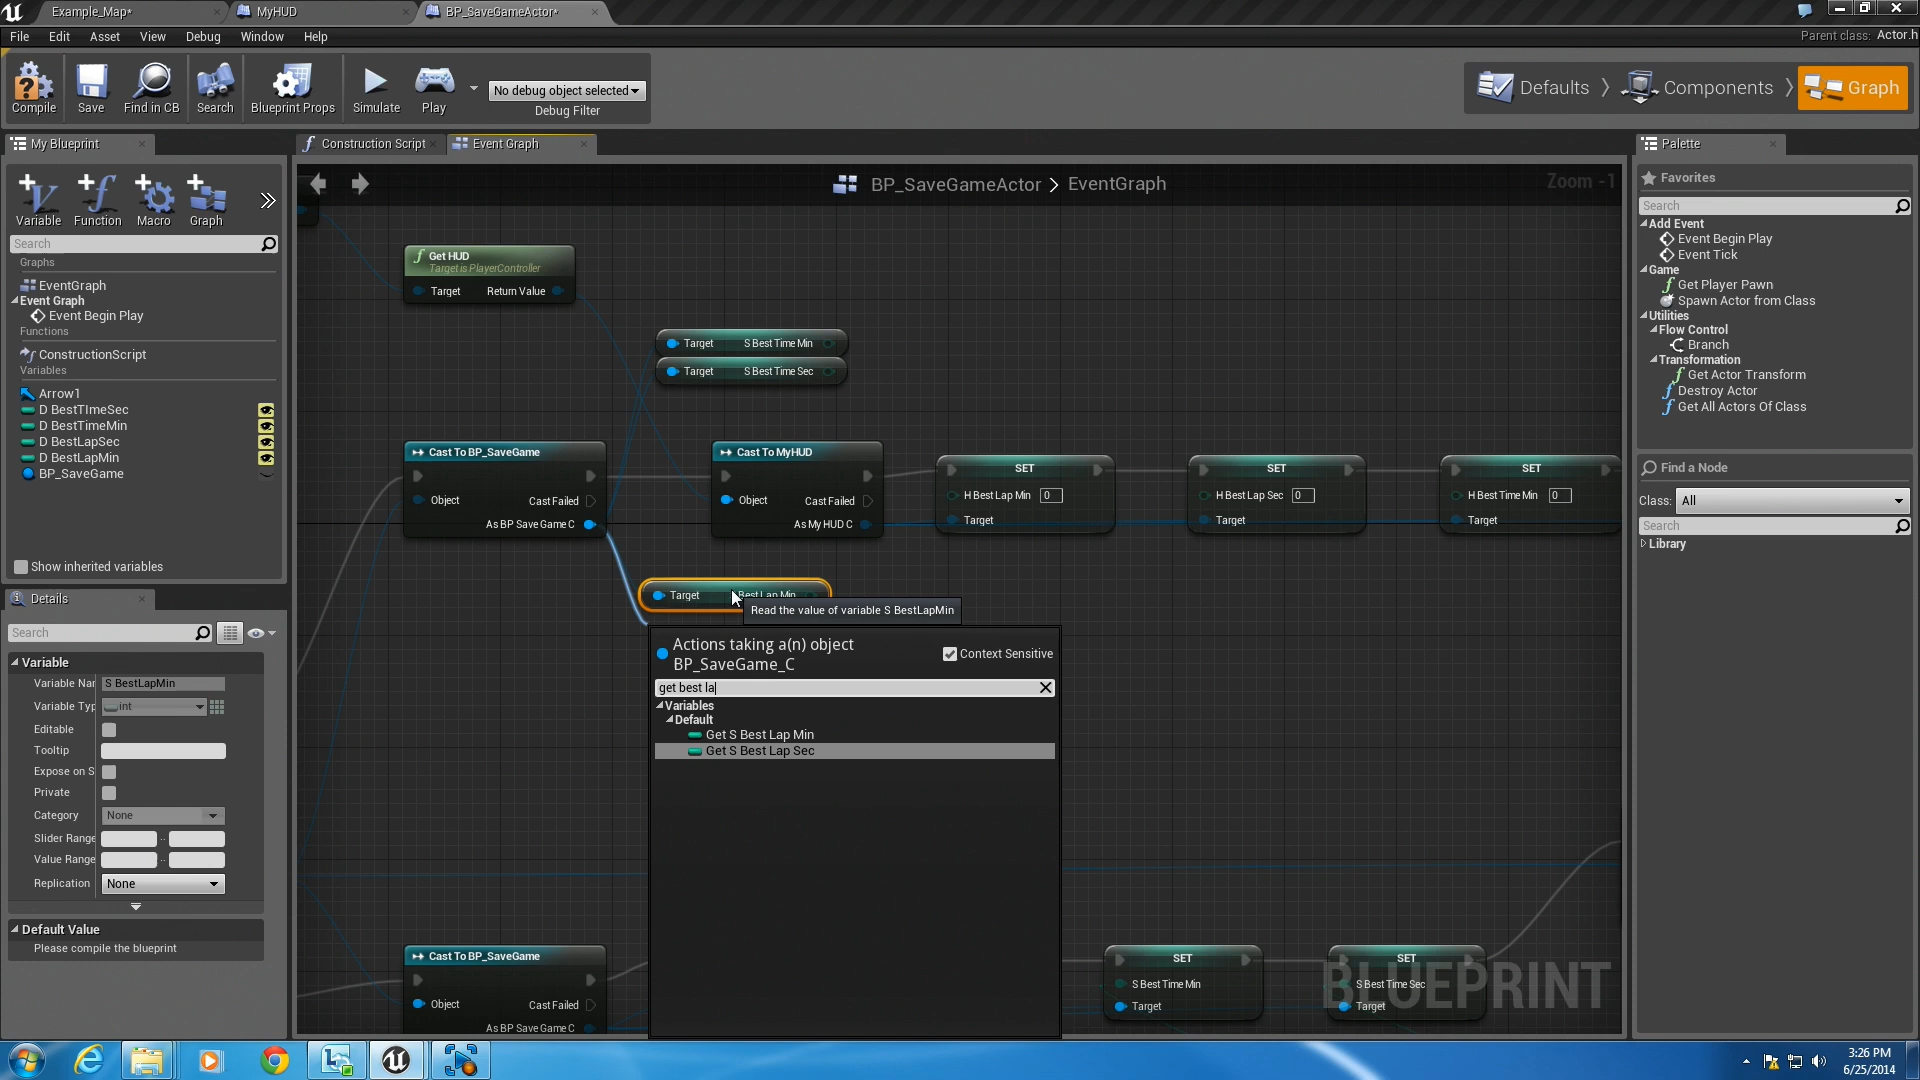 Example_Map*
MyHUD
BP_SaveGameActor*
File Edit Asset View Debug Window Help
Parent class: Actor.h
Compile
Save
Find in CB
Search
Blueprint Props
Simulate
Play
No debug object selected
Debug Filter
Defaults
Components
Graph
My Blueprint
Variable
Function
Macro
Graph
Search
Graphs
EventGraph
Event Graph
Event Begin Play
Functions
ConstructionScript
Variables
Arrow1
D BestTImeSec
D BestTimeMin
D BestLapSec
D BestLapMin
BP_SaveGame
Show inherited variables
Details
Search
Variable
Variable Nar S BestLapMin
Variable Typ int
Editable
Tooltip
Expose on S
Private
Category None
Slider Range
Value Range
Replication None
Default Value
Please compile the blueprint
Construction Script
Event Graph
BP_SaveGameActor > EventGraph
Zoom -1
Get HUD
Target is PlayerController
Target Return Value
Target S Best Time Min
Target S Best Time Sec
Cast To BP_SaveGame
Object Cast Failed
As BP Save Game C
Cast To MyHUD
Object Cast Failed
As My HUD C
SET
H Best Lap Min 0
Target
SET
H Best Lap Sec 0
Target
SET
H Best Time Min 0
Target
Target Best Lap Min
Read the value of variable S BestLapMin
Actions taking a(n) object
BP_SaveGame_C
Context Sensitive
get best la
Variables
Default
Get S Best Lap Min
Get S Best Lap Sec
Cast To BP_SaveGame
Object Cast Failed
As BP Save Game C
SET
S Best Time Min
Target
SET
S Best Time Sec
Target
BLUEPRINT
Palette
Favorites
Search
Add Event
Event Begin Play
Event Tick
Game
Get Player Pawn
Spawn Actor from Class
Utilities
Flow Control
Branch
Transformation
Get Actor Transform
Destroy Actor
Get All Actors Of Class
Find a Node
Class: All
Search
Library
3:26 PM
6/25/2014